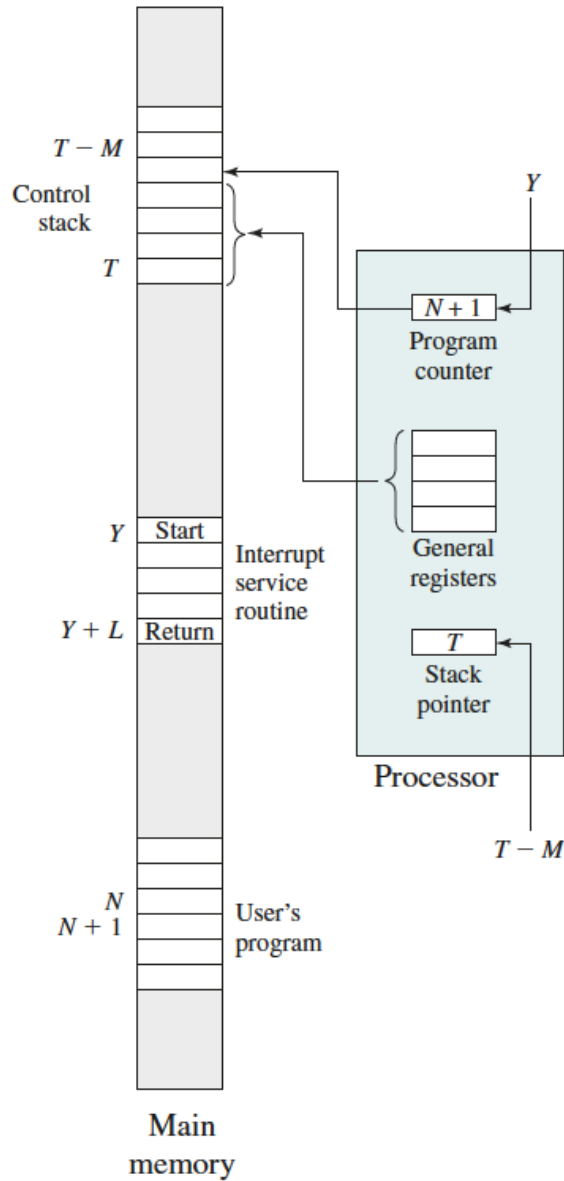 T − M
Control
stack
T
Y
N + 1
Program
counter
General
registers
T
Stack
pointer
Processor
T − M
Y
Start
Interrupt
service
routine
Y + L
Return
N
N + 1
User's
program
Main
memory